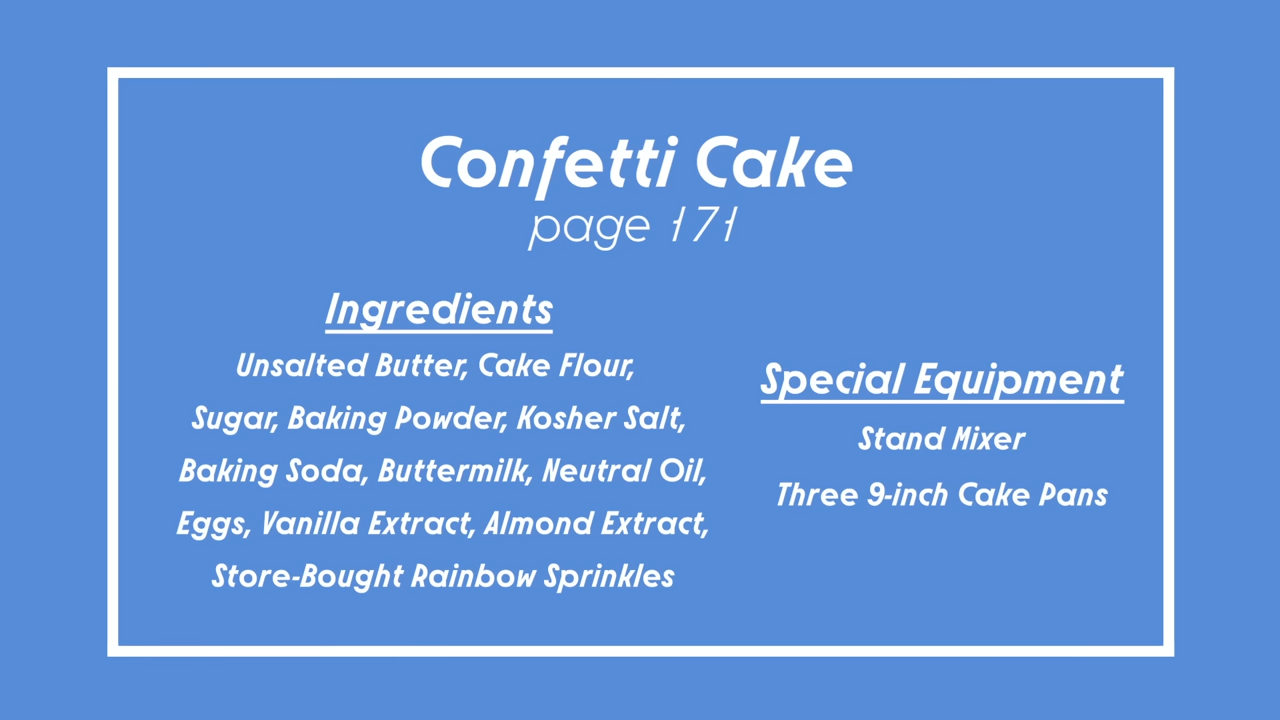 Confetti Cake
page 171
Ingredients
Unsalted Butter, Cake Flour,
Sugar, Baking Powder, Kosher Salt,
Baking Soda, Buttermilk, Neutral Oil,
Eggs, Vanilla Extract, Almond Extract,
Store-Bought Rainbow Sprinkles
Special Equipment
Stand Mixer
Three 9-inch Cake Pans